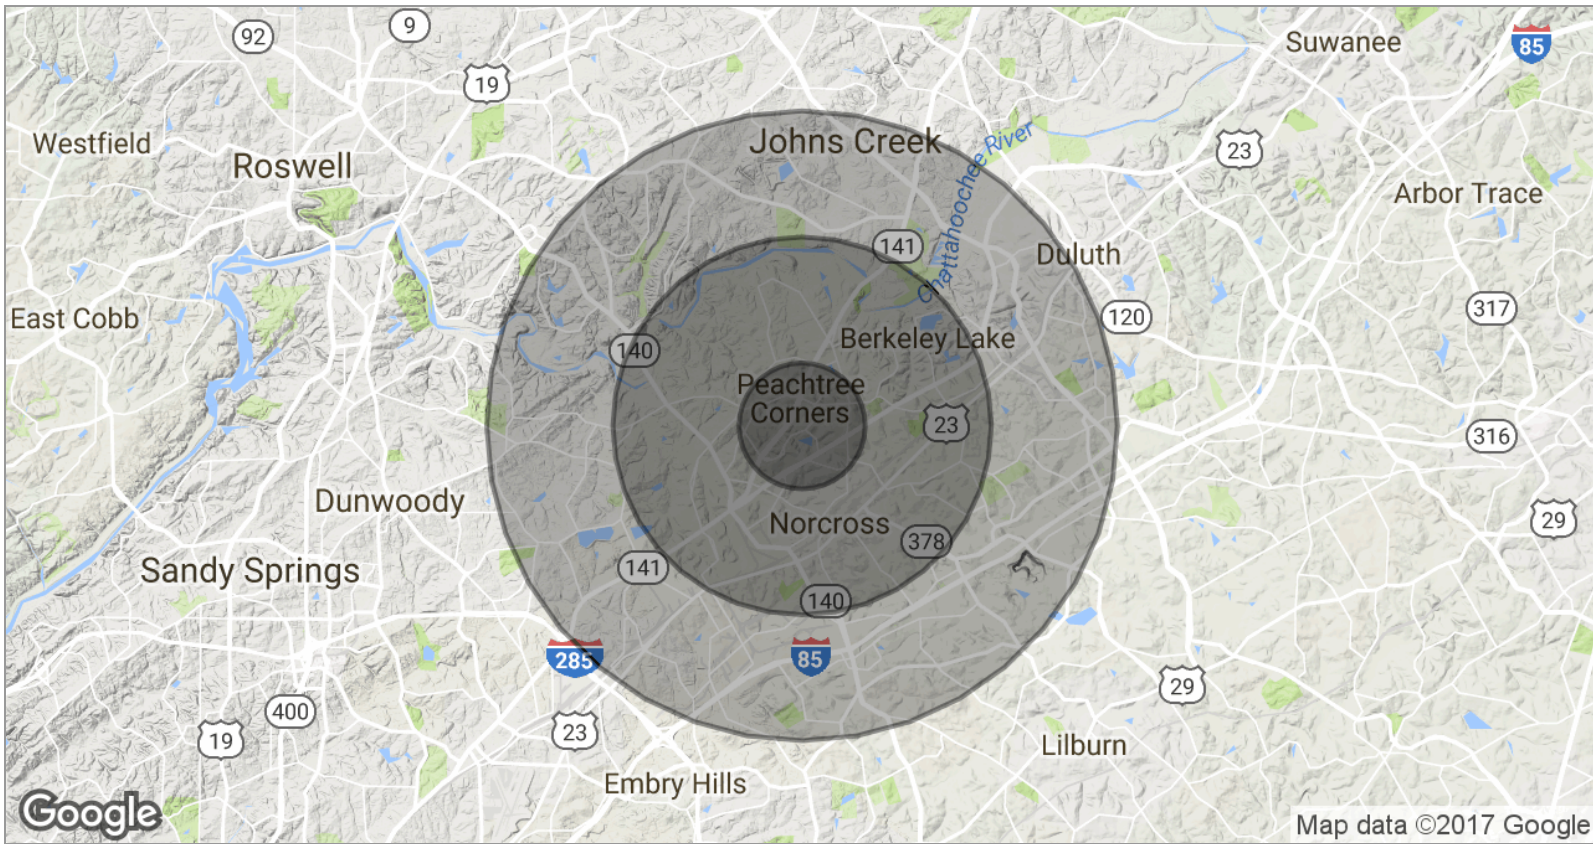 9
92
Suwanee
85
19
Johns Creek
Chattahoochee River
Westfield
23
Roswell
Arbor Trace
141
Duluth
East Cobb
120
317
Berkeley Lake
140
Peachtree
Corners
23
316
Dunwoody
Norcross
29
378
141
Sandy Springs
140
285
85
29
400
23
19
Lilburn
Embry Hills
Google
Map data ©2017 Google